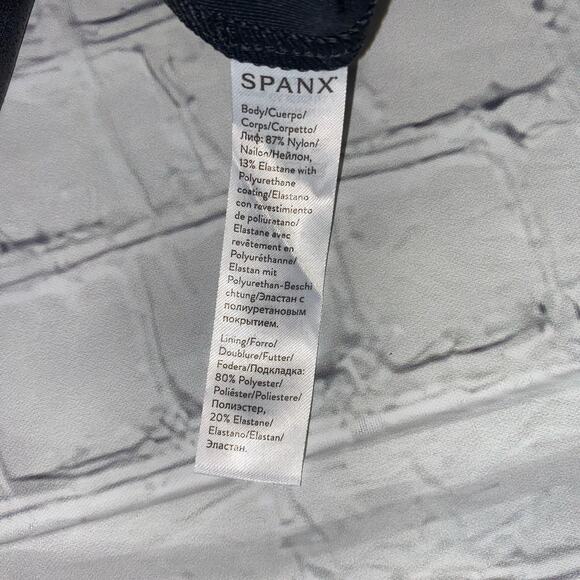 SPANX
Body/Cuerpo/
Corps/Corpetto/
Лиф: 87% Nylon/
Nailon/Нейлон,
13% Elastane with
Polyurethane
coating/Elastano
con revestimiento
de poliuratano/
Elastane avec
revêtement en
Polyuréthanne/
Elastan mit
Polyurethan-Beschi
chtung/Эластан с
полиуретановым
покрытием.
Lining/Forro/
Doublure/Futter/
Fodera/Подкладка:
80% Polyester/
Poliéster/Poliestere/
Полиэстер,
20% Elastane/
Elastano/Elastan/
Эластан.